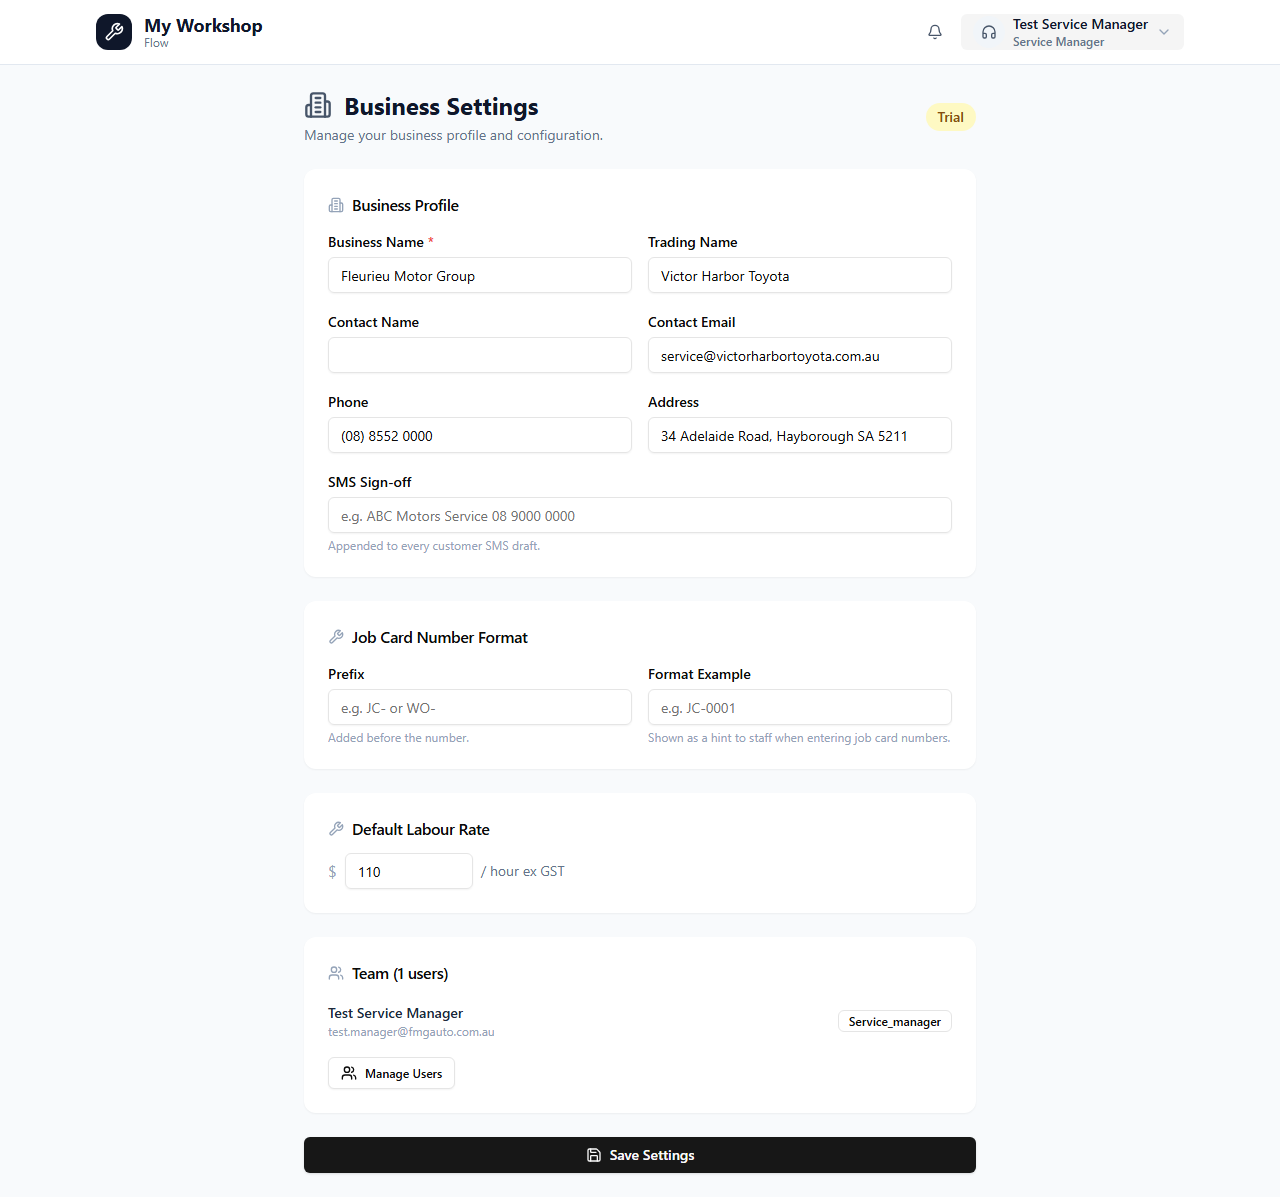 My Workshop
Flow
Test Service Manager
Service Manager
Business Settings
Manage your business profile and configuration.
Trial
Business Profile
Business Name *
Trading Name
Fleurieu Motor Group
Victor Harbor Toyota
Contact Name
Contact Email
service@victorharbortoyota.com.au
Phone
Address
(08) 8552 0000
34 Adelaide Road, Hayborough SA 5211
SMS Sign-off
e.g. ABC Motors Service 08 9000 0000
Appended to every customer SMS draft.
Job Card Number Format
Prefix
Format Example
e.g. JC- or WO-
e.g. JC-0001
Added before the number.
Shown as a hint to staff when entering job card numbers.
Default Labour Rate
$ 110 / hour ex GST
Team (1 users)
Test Service Manager
test.manager@fmgauto.com.au
Service_manager
Manage Users
Save Settings